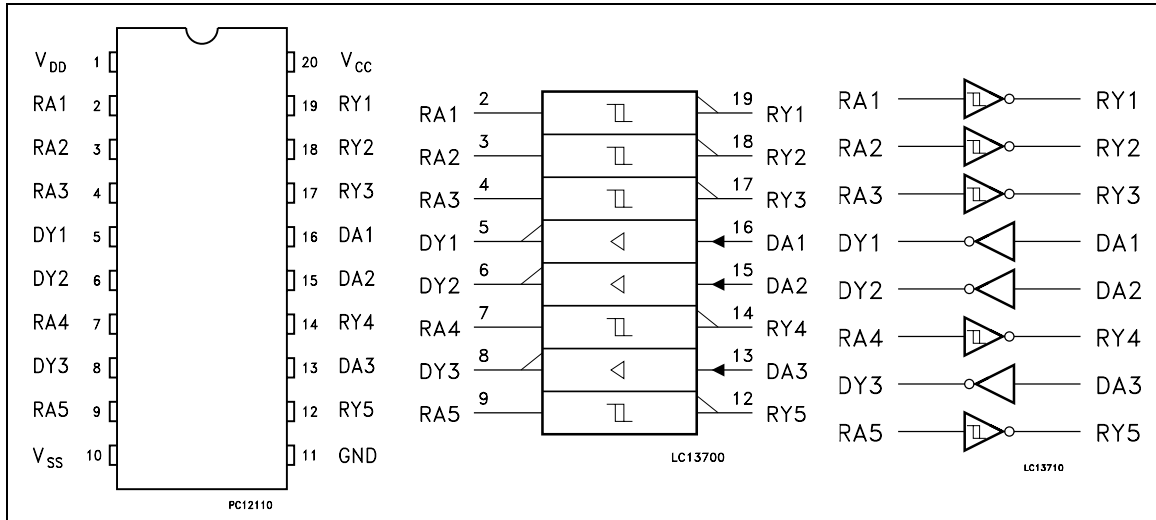 V_DD 1 20 V_CC
RA1 2 19 RY1
RA2 3 18 RY2
RA3 4 17 RY3
DY1 5 16 DA1
DY2 6 15 DA2
RA4 7 14 RY4
DY3 8 13 DA3
RA5 9 12 RY5
V_SS 10 11 GND
PC12110
RA1 2 19 RY1
RA2 3 18 RY2
RA3 4 17 RY3
DY1 5 16 DA1
DY2 6 15 DA2
RA4 7 14 RY4
DY3 8 13 DA3
RA5 9 12 RY5
LC13700
RA1 RY1
RA2 RY2
RA3 RY3
DY1 DA1
DY2 DA2
RA4 RY4
DY3 DA3
RA5 RY5
LC13710